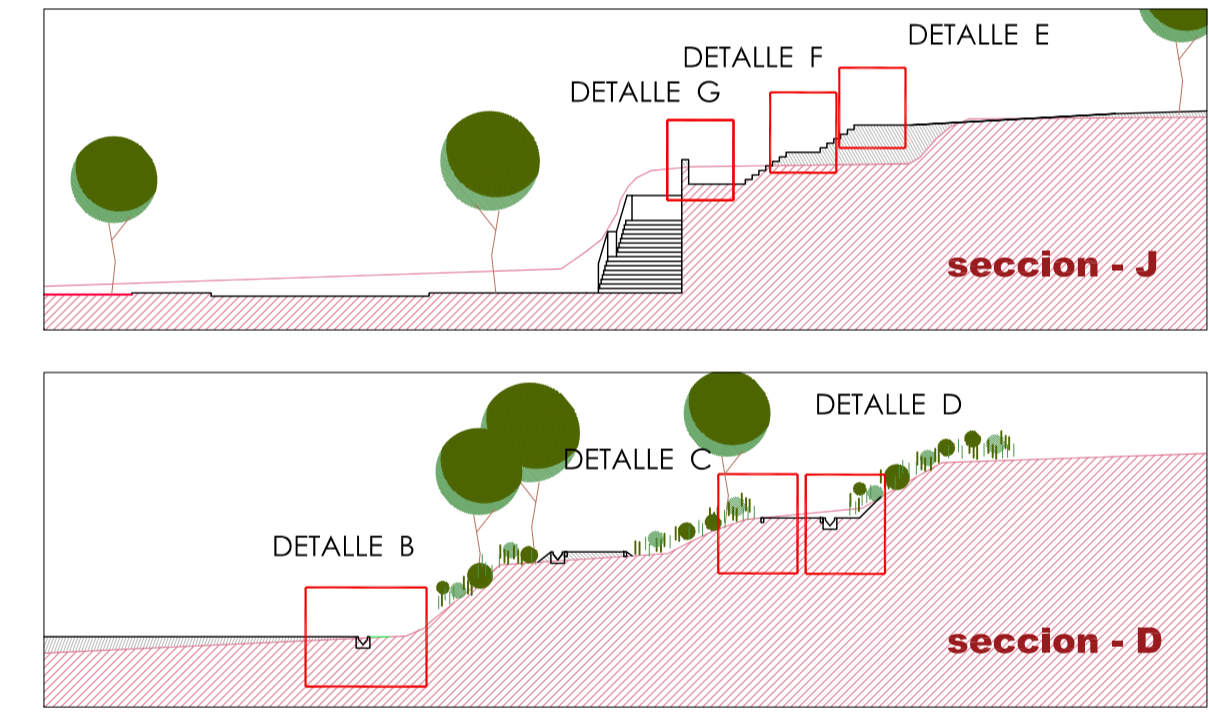 DETALLE E
DETALLE F
DETALLE G
seccion - J
DETALLE D
DETALLE C
DETALLE B
seccion - D